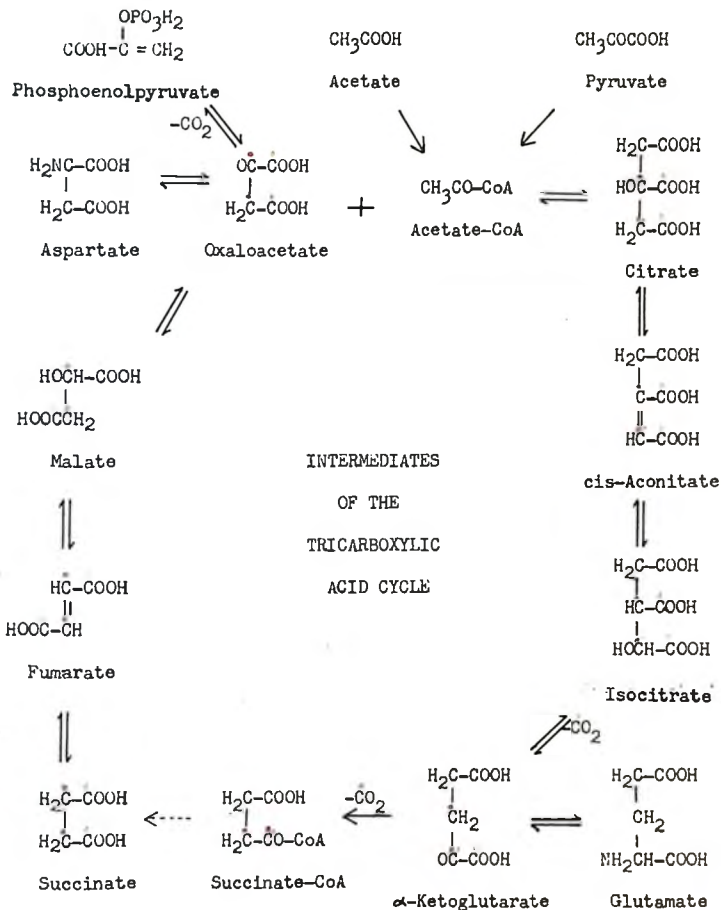 OPO3H2
COOH-C=CH2
Phosphoenolpyruvate
CH3COOH
Acetate
CH3COCOOH
Pyruvate
-CO2
H2NC-COOH
H2C-COOH
Aspartate
OC-COOH
H2C-COOH
Oxaloacetate
+
CH3CO-CoA
Acetate-CoA
H2C-COOH
HOC-COOH
H2C-COOH
Citrate
H2C-COOH
C-COOH
HC-COOH
cis-Aconitate
HOCH-COOH
HOOCCH2
Malate
INTERMEDIATES
OF THE
TRICARBOXYLIC
ACID CYCLE
H2C-COOH
HC-COOH
HOCH-COOH
Isocitrate
HC-COOH
HOOC-CH
Fumarate
-CO2
H2C-COOH
H2C-COOH
Succinate
H2C-COOH
H2C-CO-CoA
Succinate-CoA
-CO2
H2C-COOH
CH2
OC-COOH
α-Ketoglutarate
H2C-COOH
CH2
NH2CH-COOH
Glutamate